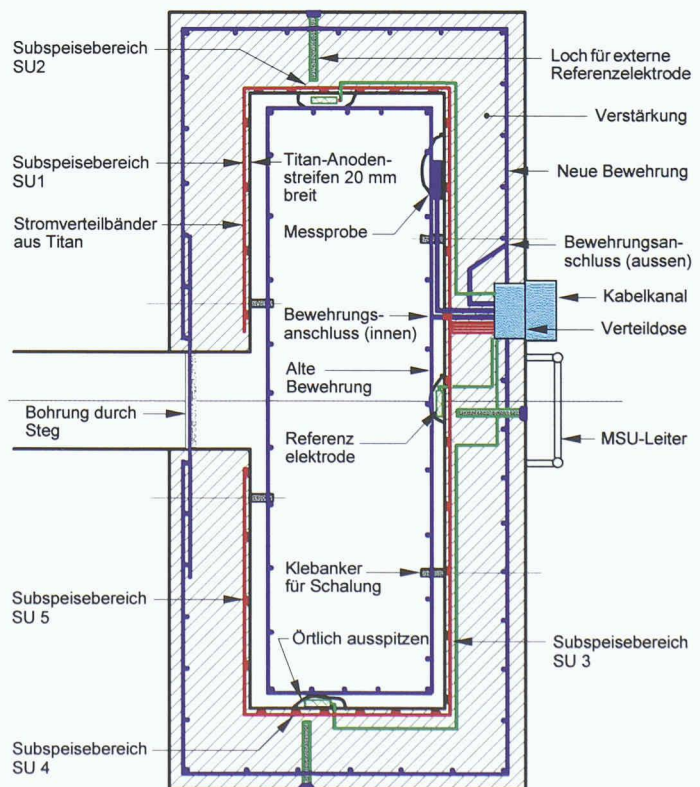 Subspeisebereich
SU2
Loch für externe
Referenzelektrode
Verstärkung
Subspeisebereich
SU1
Titan-Anoden-
streifen 20 mm
breit
Neue Bewehrung
Stromverteilbänder
aus Titan
Messprobe
Bewehrungsan-
schluss (aussen)
Kabelkanal
Bewehrungs-
anschluss (innen)
Verteildose
Alte
Bewehrung
Bohrung durch
Steg
Referenz
elektrode
MSU-Leiter
Klebanker
für Schalung
Subspeisebereich
SU 5
Örtlich ausspitzen
Subspeisebereich
SU 3
Subspeisebereich
SU 4